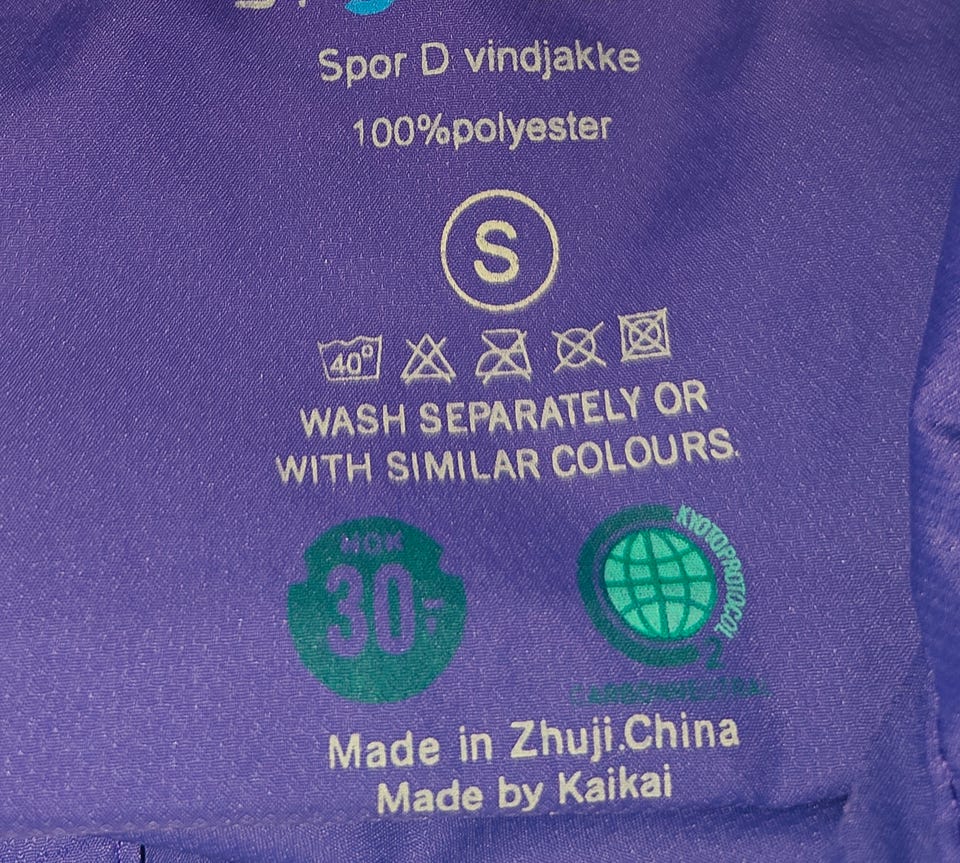 Spor D vindjakke
100%polyester
S
40°
WASH SEPARATELY OR
WITH SIMILAR COLOURS.
NOK
30:-
KYOTOPROTOCOL
2
CARBONNEUTRAL
Made in Zhuji.China
Made by Kaikai